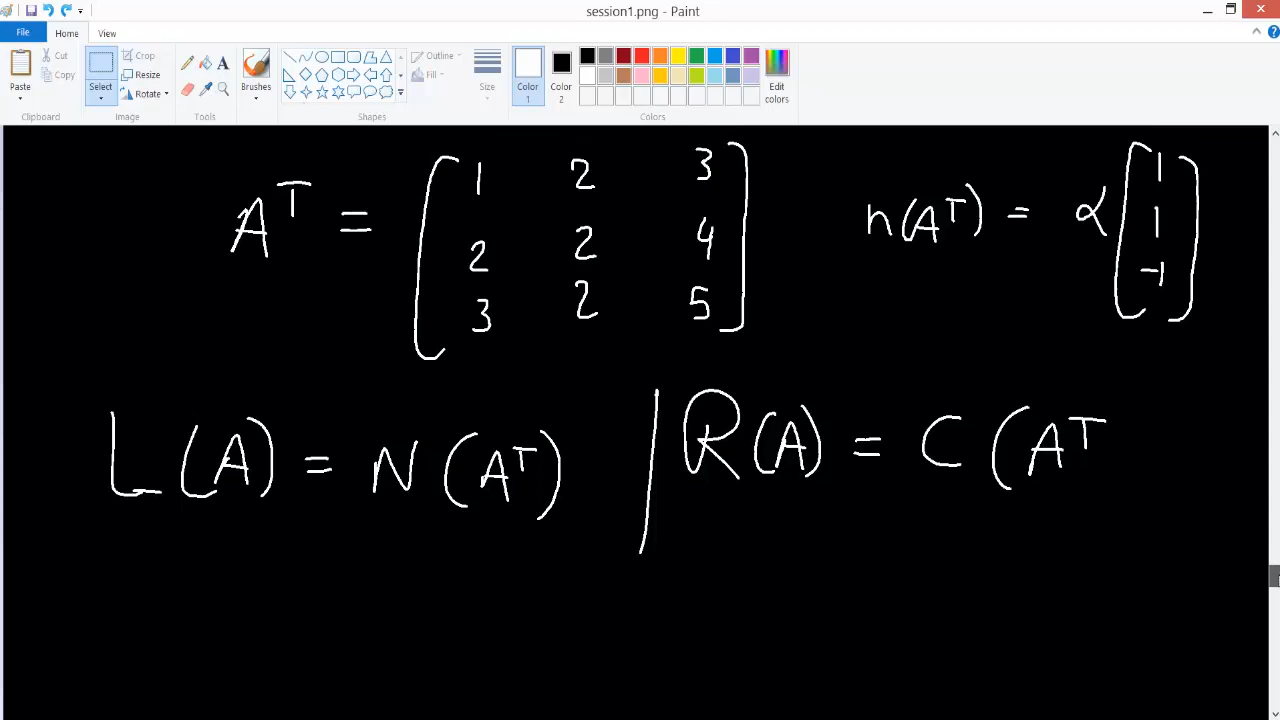 session1.png - Paint
File Home View
Paste Cut Copy Select Crop Resize Rotate Brushes Outline Fill Size Color 1 Color 2 Edit colors
Clipboard Image Tools Shapes Colors
A^T = [ 1 2 3
2 2 4
3 2 5 ]
n(A^T) = α [ 1
1
-1 ]
L(A) = N(A^T) | R(A) = C(A^T